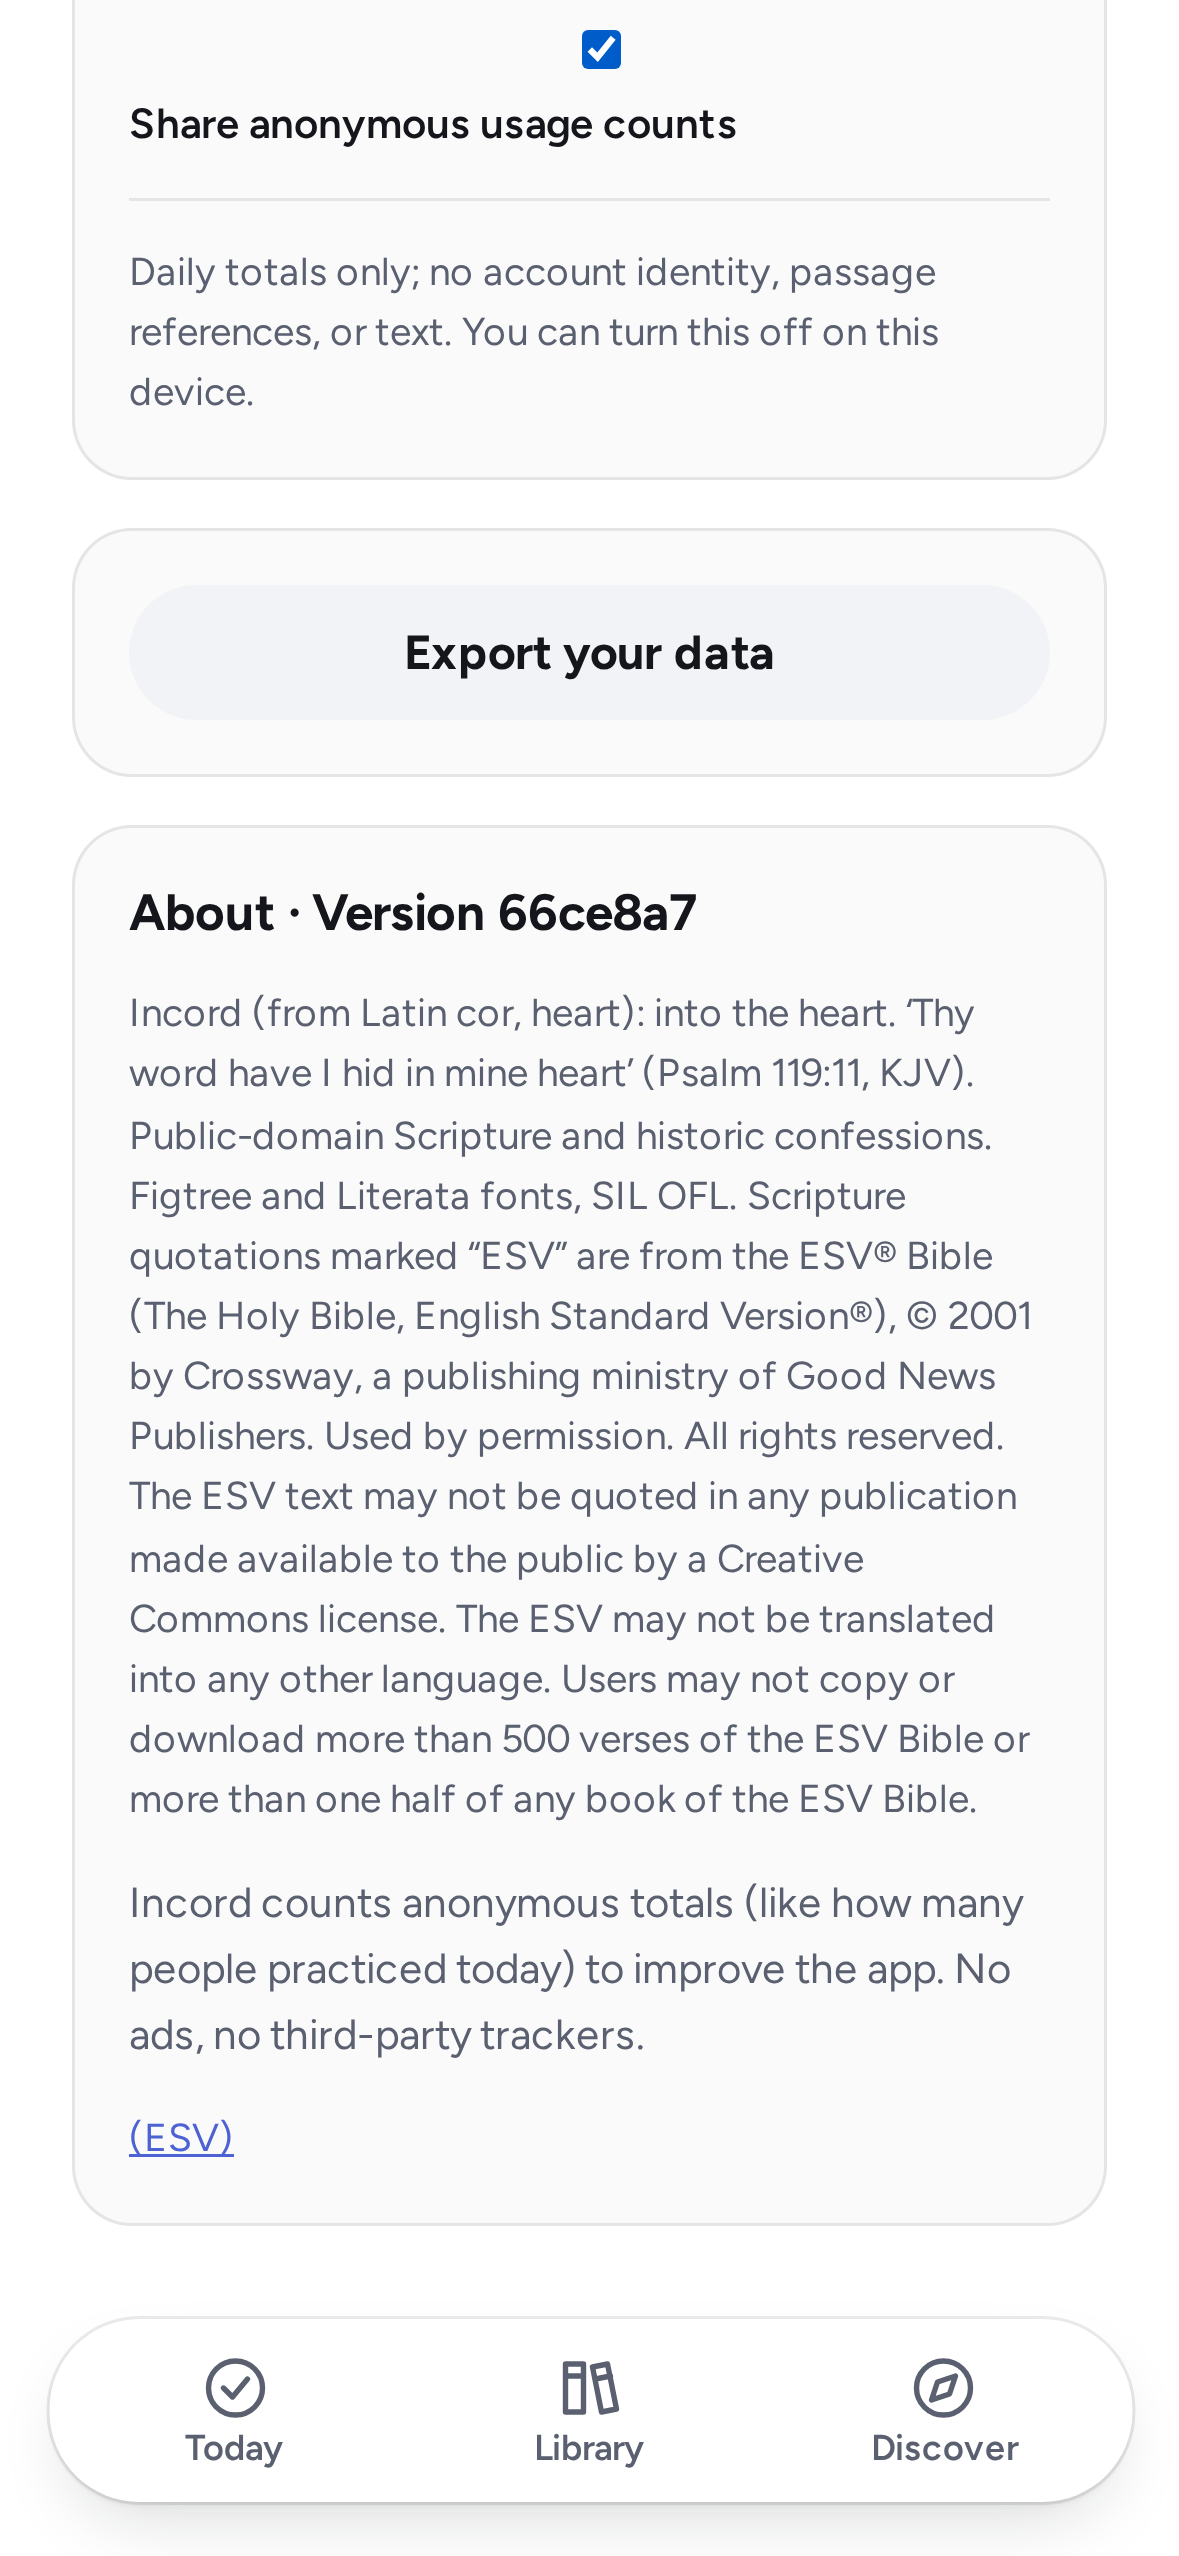 Share anonymous usage counts
Daily totals only; no account identity, passage
references, or text. You can turn this off on this
device.
Export your data
About · Version 66ce8a7
Incord (from Latin cor, heart): into the heart. ‘Thy
word have I hid in mine heart’ (Psalm 119:11, KJV).
Public-domain Scripture and historic confessions.
Figtree and Literata fonts, SIL OFL. Scripture
quotations marked “ESV” are from the ESV® Bible
(The Holy Bible, English Standard Version®), © 2001
by Crossway, a publishing ministry of Good News
Publishers. Used by permission. All rights reserved.
The ESV text may not be quoted in any publication
made available to the public by a Creative
Commons license. The ESV may not be translated
into any other language. Users may not copy or
download more than 500 verses of the ESV Bible or
more than one half of any book of the ESV Bible.
Incord counts anonymous totals (like how many
people practiced today) to improve the app. No
ads, no third-party trackers.
(ESV)
Today
Library
Discover